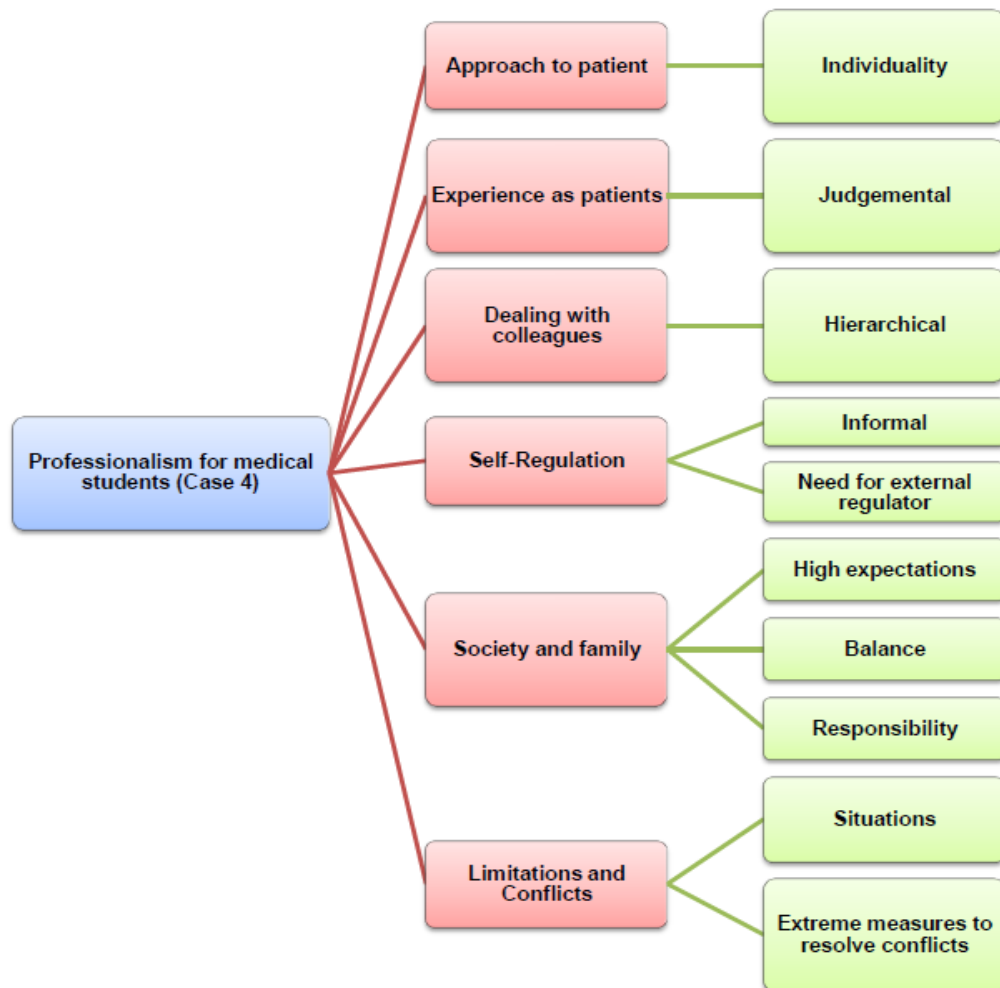 Approach to patient
Individuality
Experience as patients
Judgemental
Dealing with
colleagues
Hierarchical
Professionalism for medical
students (Case 4)
Self-Regulation
Informal
Need for external
regulator
Society and family
High expectations
Balance
Responsibility
Limitations and
Conflicts
Situations
Extreme measures to
resolve conflicts